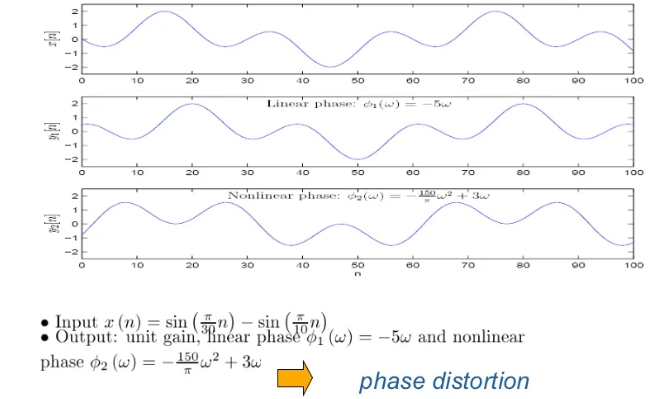 2
1
0
−1
−2
x[n]
0 10 20 30 40 50 60 70 80 90 100
Linear phase: ϕ₁(ω) = −5ω
2
1
0
−1
−2
y₁[n]
0 10 20 30 40 50 60 70 80 90 100
Nonlinear phase: ϕ₂(ω) = −150/π ω² + 3ω
2
1
0
−1
−2
y₂[n]
0 10 20 30 40 50 60 70 80 90 100
n
• Input x (n) = sin (π/30 n) − sin (π/10 n)
• Output: unit gain, linear phase ϕ₁ (ω) = −5ω and nonlinear
phase ϕ₂ (ω) = −150/π ω² + 3ω
phase distortion